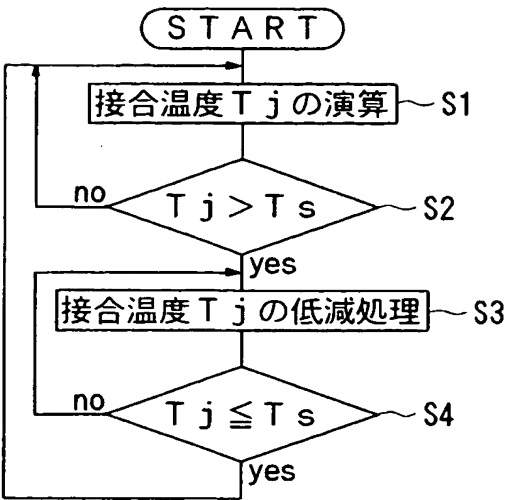 START
接合温度Tjの演算 S1
Tj>Ts S2
no
yes
接合温度Tjの低減処理 S3
Tj≦Ts S4
no
yes